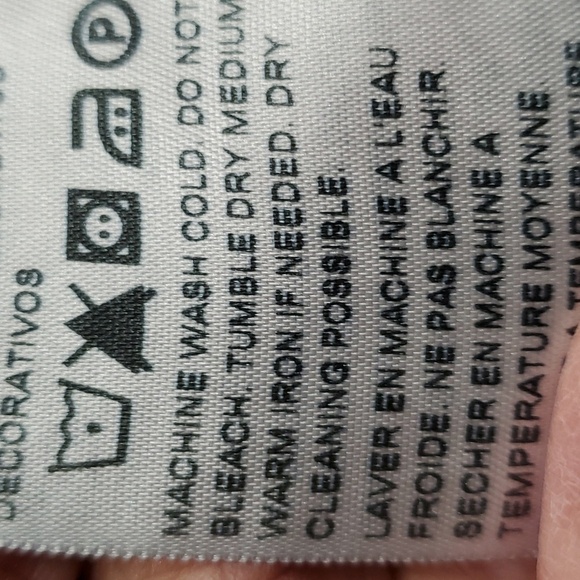 DECORATIVOS
P
MACHINE WASH COLD. DO NOT
BLEACH. TUMBLE DRY MEDIUM
WARM IRON IF NEEDED. DRY
CLEANING POSSIBLE.
LAVER EN MACHINE A L'EAU
FROIDE. NE PAS BLANCHIR.
SECHER EN MACHINE A
TEMPERATURE MOYENNE
A TEMPERATURE